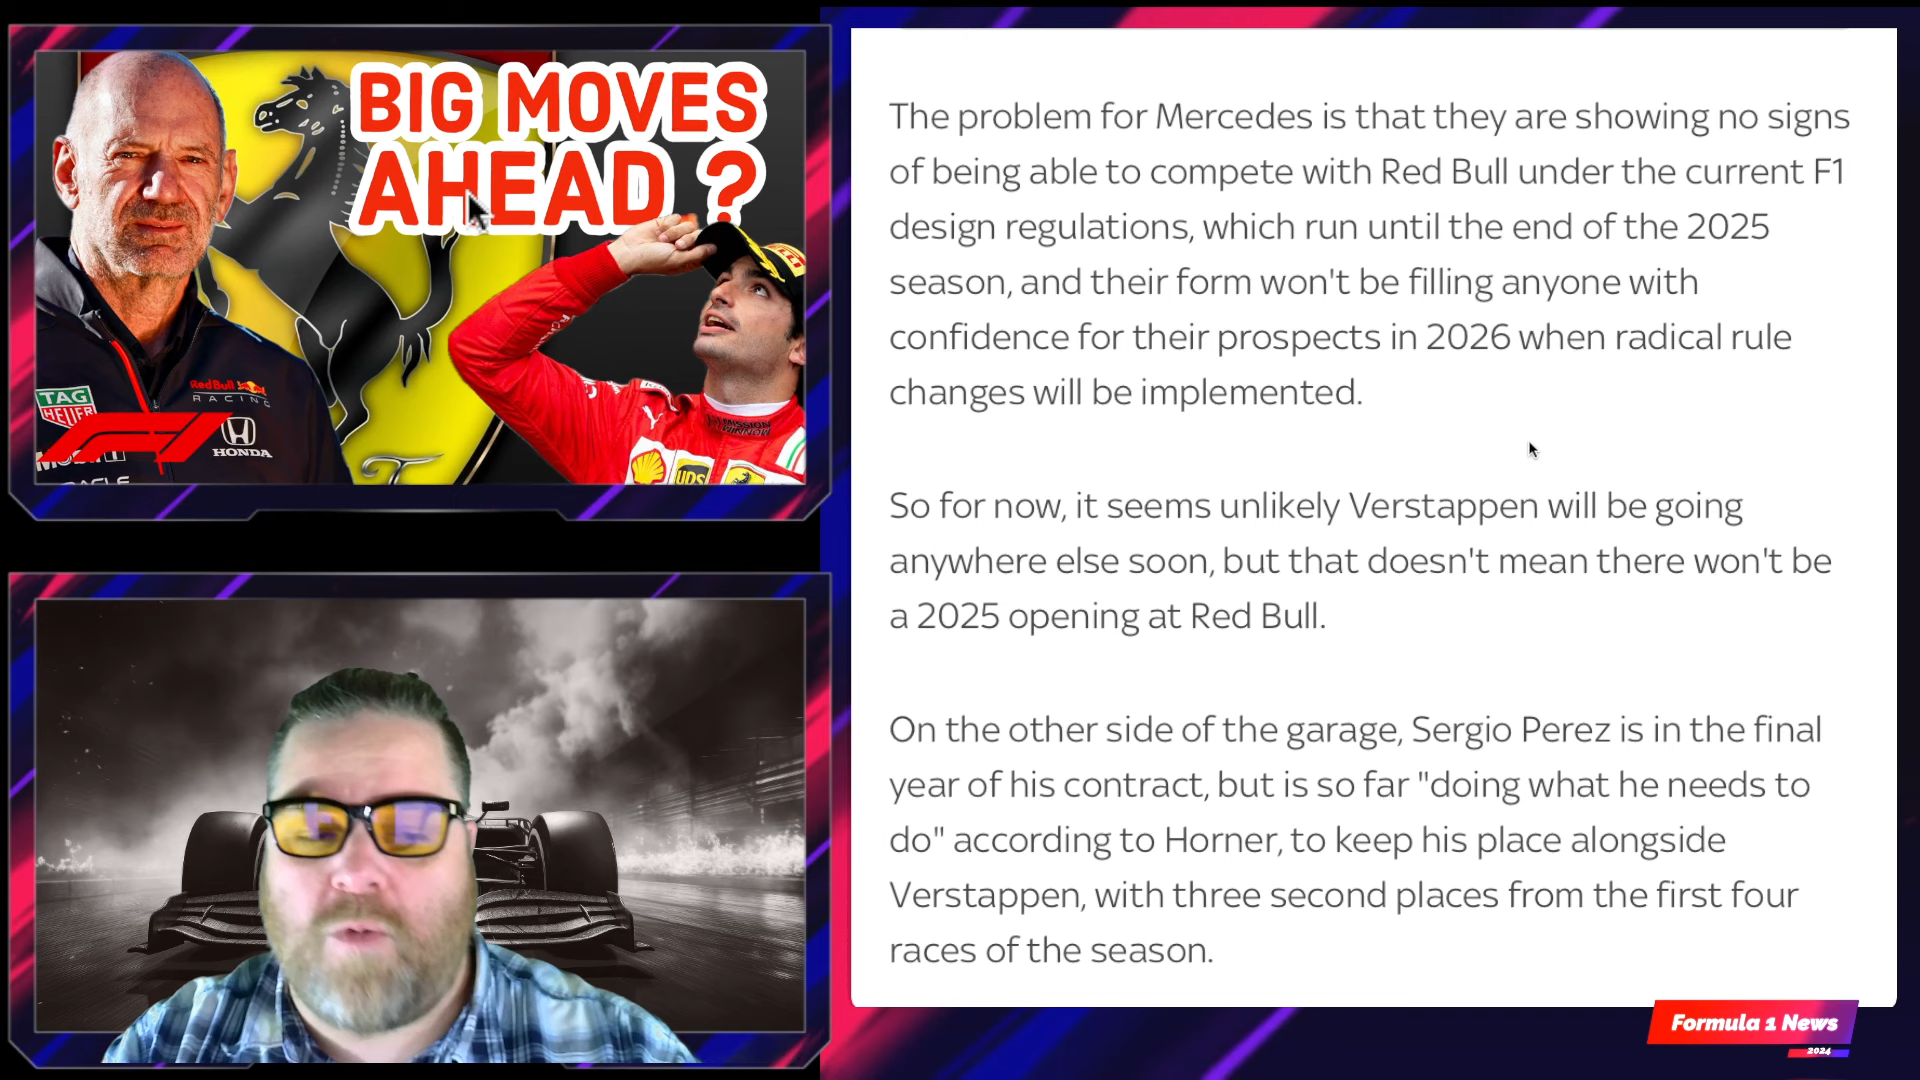 BIG MOVES
AHEAD ?
TAG
HEUER
RedBull
RACING
HONDA
MISSION
WINNOW
UPS
The problem for Mercedes is that they are showing no signs
of being able to compete with Red Bull under the current F1
design regulations, which run until the end of the 2025
season, and their form won't be filling anyone with
confidence for their prospects in 2026 when radical rule
changes will be implemented.
So for now, it seems unlikely Verstappen will be going
anywhere else soon, but that doesn't mean there won't be
a 2025 opening at Red Bull.
On the other side of the garage, Sergio Perez is in the final
year of his contract, but is so far "doing what he needs to
do" according to Horner, to keep his place alongside
Verstappen, with three second places from the first four
races of the season.
Formula 1 News
2024